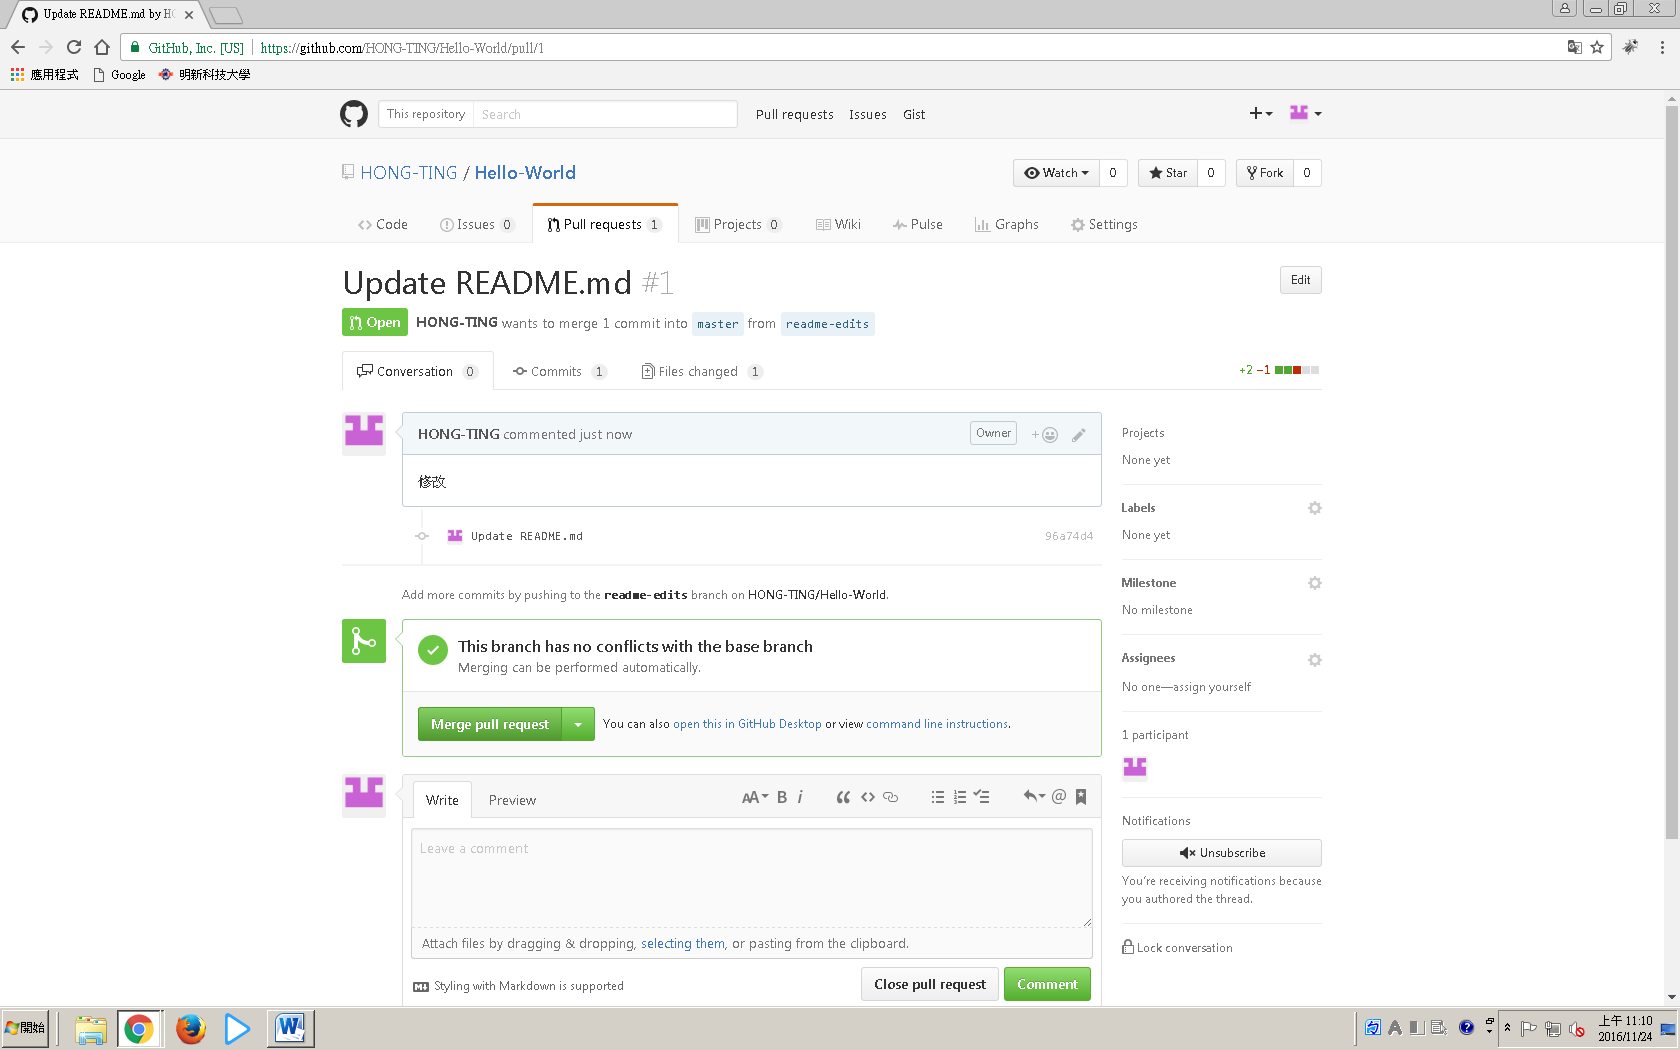 Update README.md by HO
GitHub, Inc. [US] https://github.com/HONG-TING/Hello-World/pull/1
應用程式 Google 明新科技大學
This repository Search Pull requests Issues Gist
HONG-TING / Hello-World Watch 0 Star 0 Fork 0
Code Issues 0 Pull requests 1 Projects 0 Wiki Pulse Graphs Settings
Update README.md #1 Edit
Open HONG-TING wants to merge 1 commit into master from readme-edits
Conversation 0 Commits 1 Files changed 1 +2 −1
HONG-TING commented just now Owner
修改
Update README.md 96a74d4
Add more commits by pushing to the readme-edits branch on HONG-TING/Hello-World.
This branch has no conflicts with the base branch
Merging can be performed automatically.
Merge pull request You can also open this in GitHub Desktop or view command line instructions.
Write Preview AA B i
Leave a comment
Attach files by dragging & dropping, selecting them, or pasting from the clipboard.
Styling with Markdown is supported Close pull request Comment
Projects
None yet
Labels
None yet
Milestone
No milestone
Assignees
No one—assign yourself
1 participant
Notifications
Unsubscribe
You're receiving notifications because
you authored the thread.
Lock conversation
開始 上午 11:10
2016/11/24